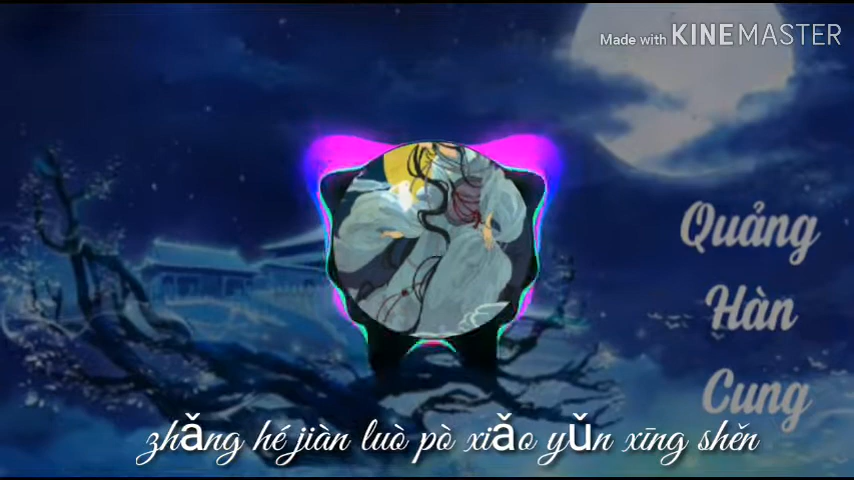 Made with KINEMASTER
Quảng
Hàn
Cung
zhǎng hé jiàn luò pò xiǎo yǔn xīng shěn